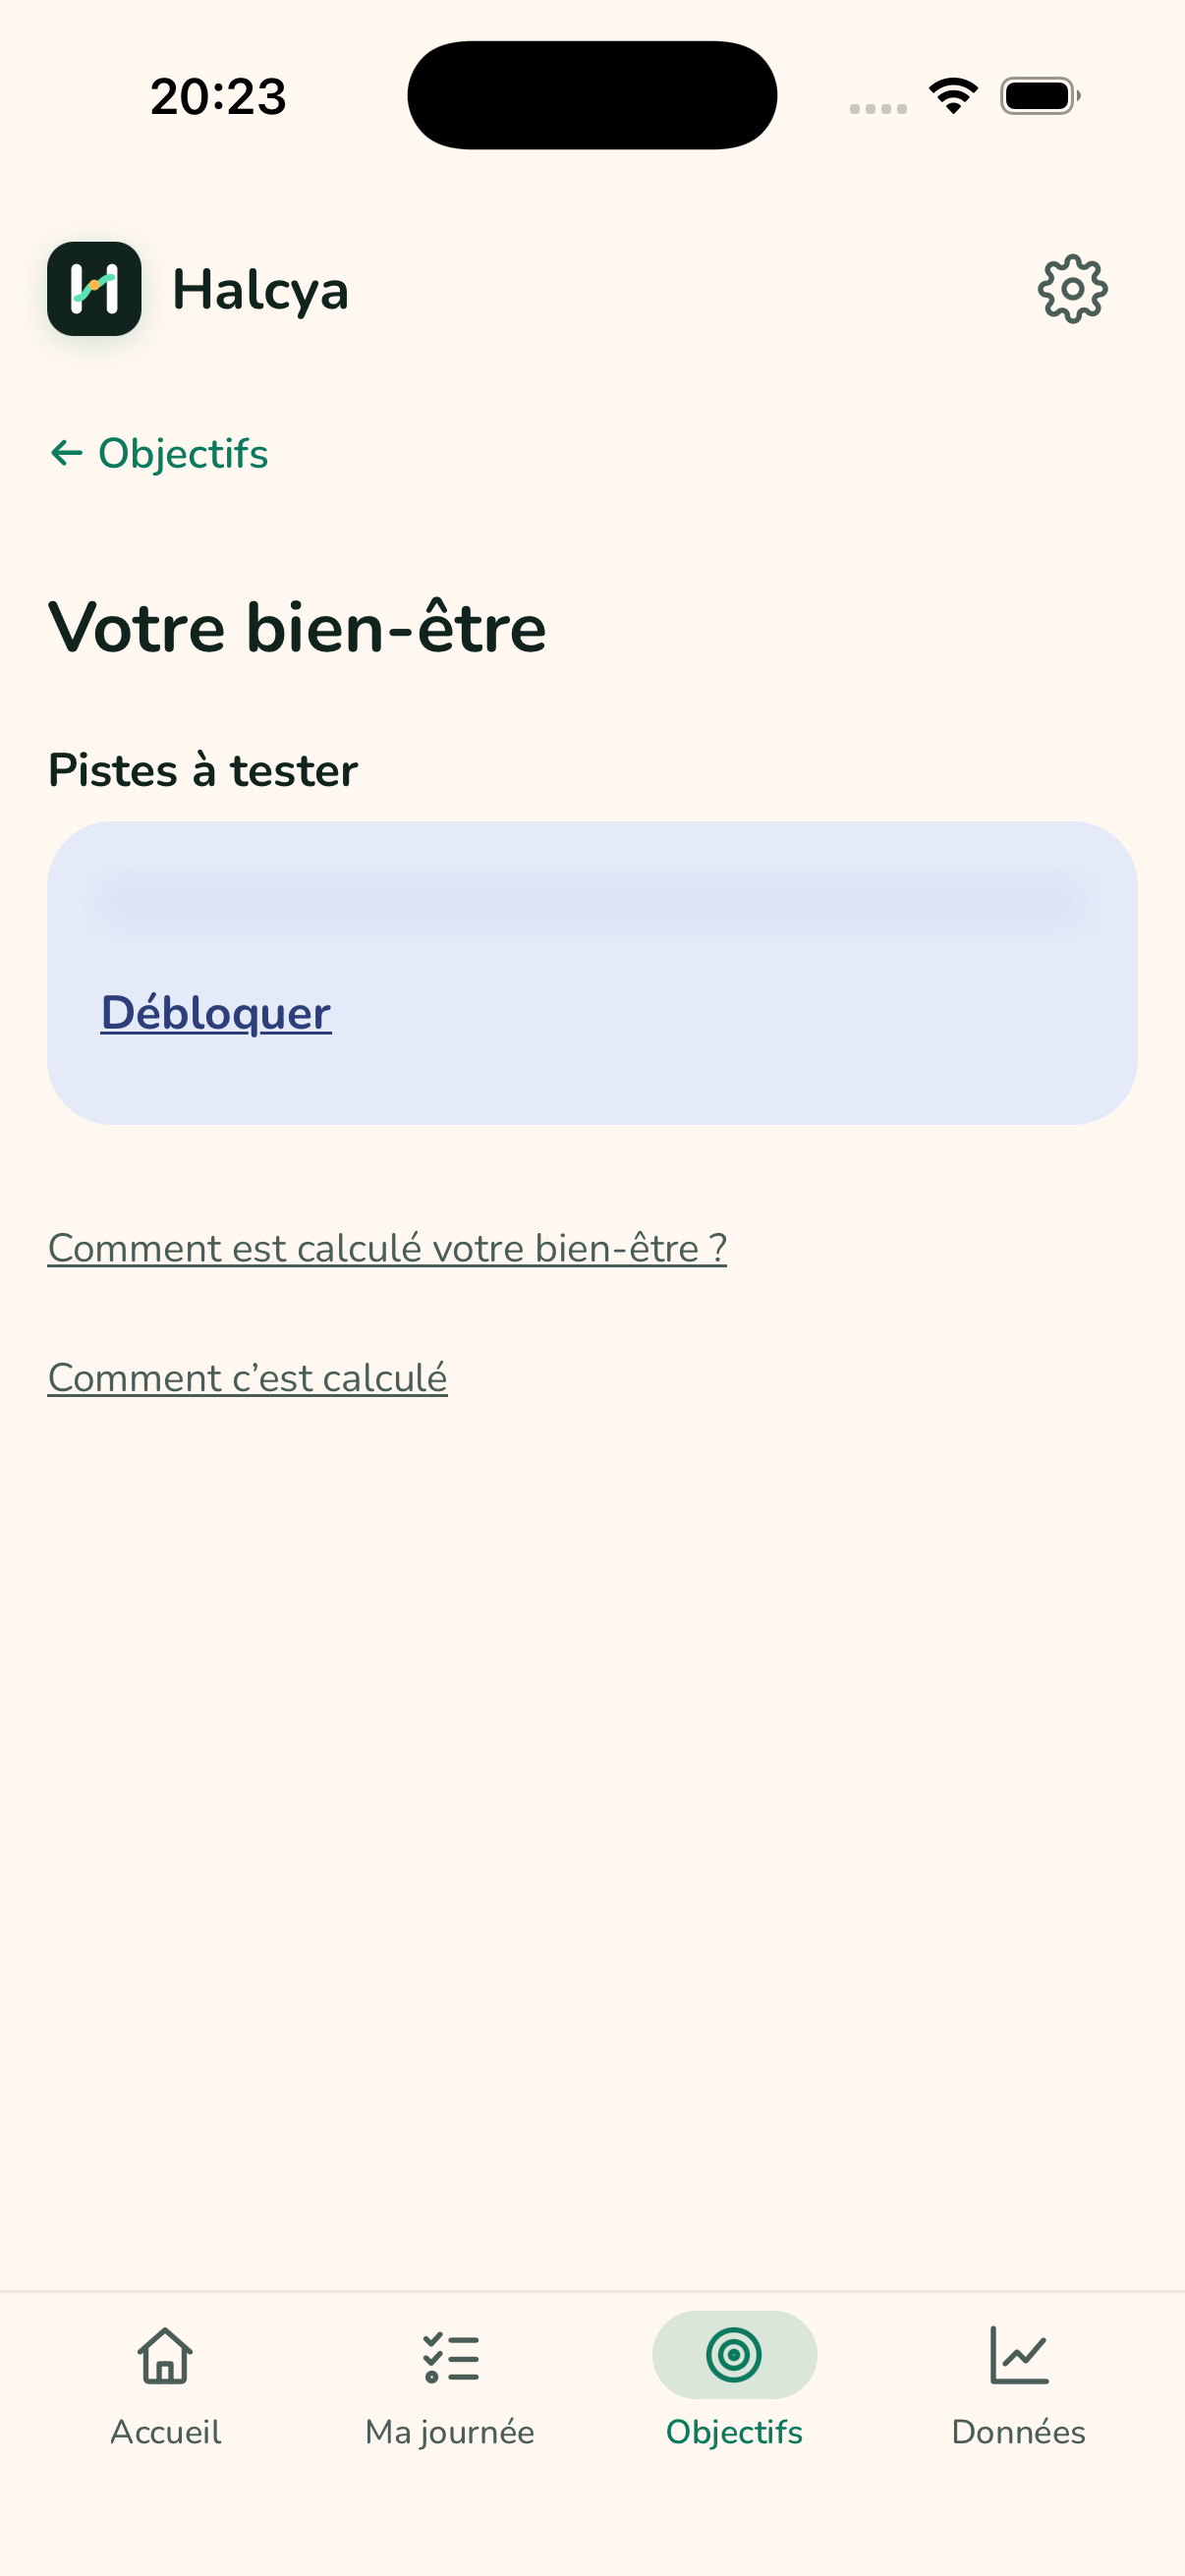 20:23
Halcya
← Objectifs
Votre bien-être
Pistes à tester
Débloquer
Comment est calculé votre bien-être ?
Comment c’est calculé
Accueil
Ma journée
Objectifs
Données